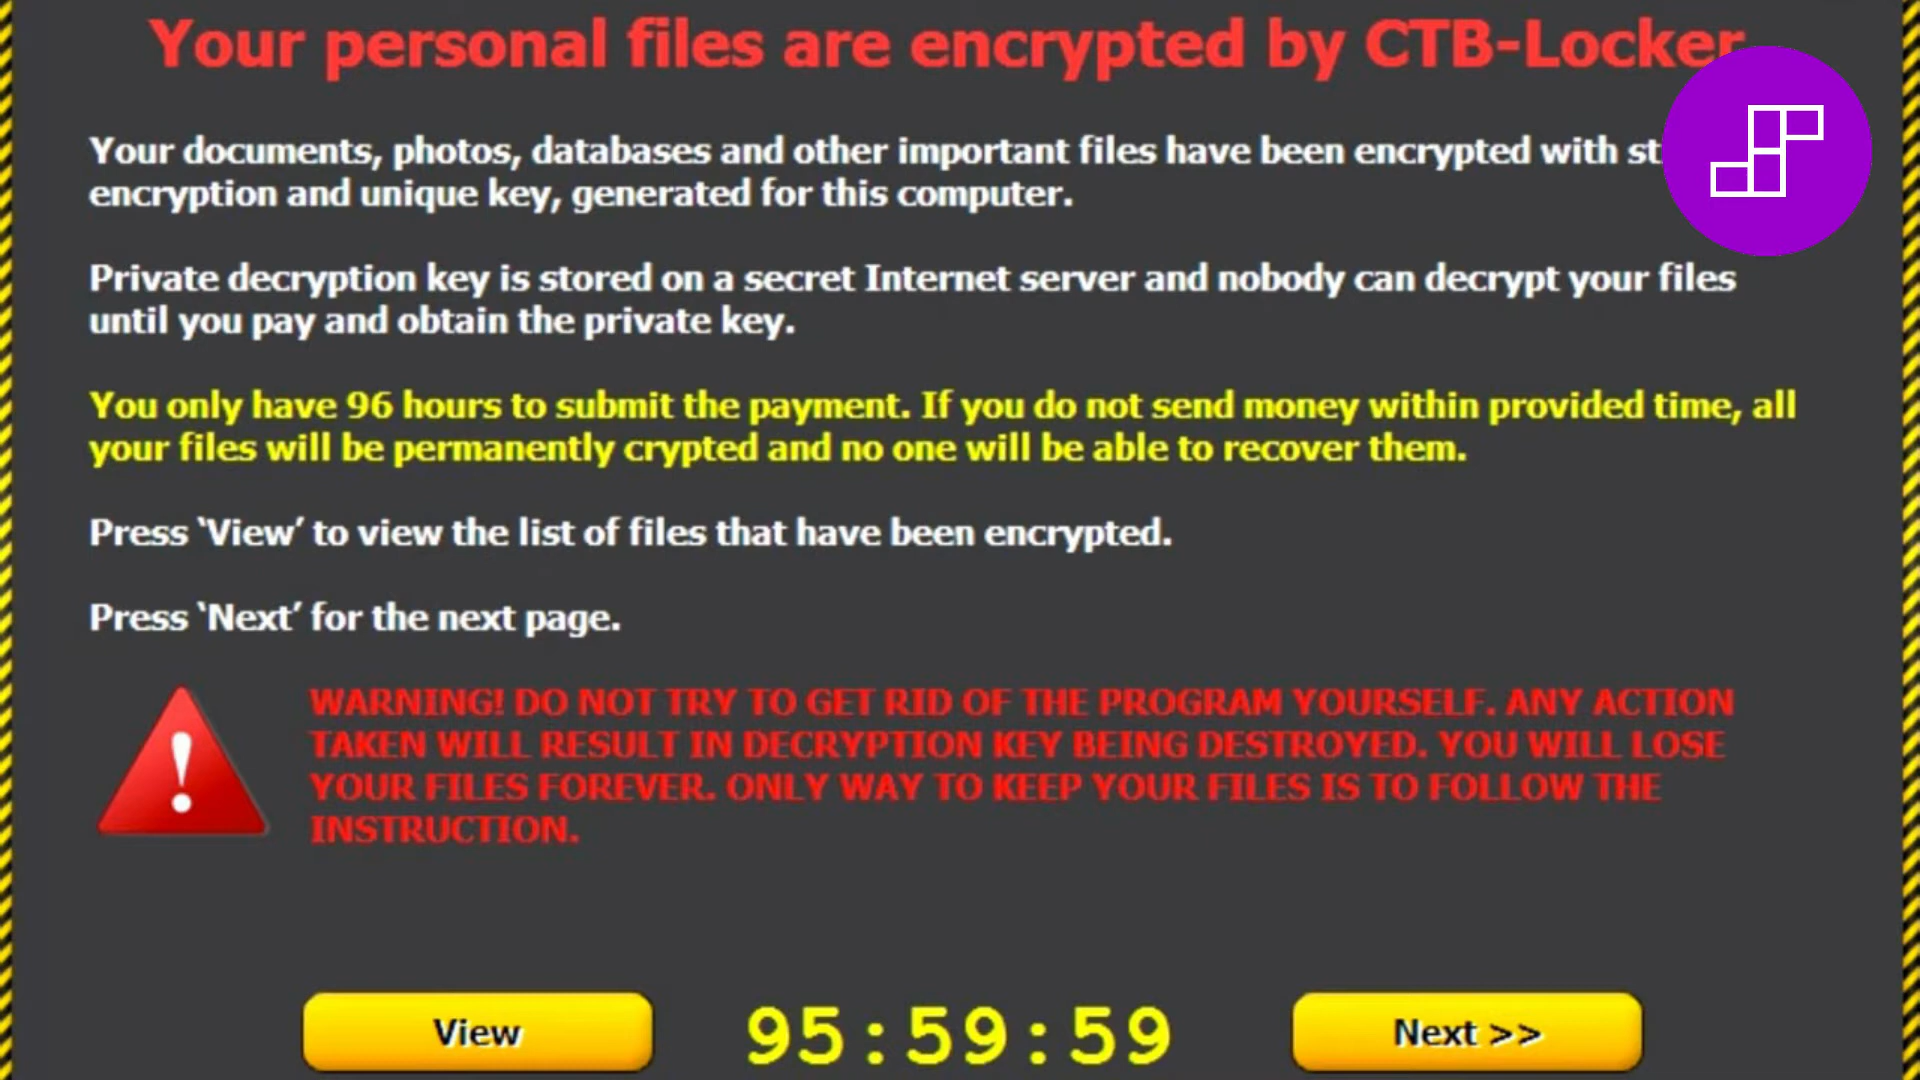 Your personal files are encrypted by CTB-Locker
Your documents, photos, databases and other important files have been encrypted with
encryption and unique key, generated for this computer.
Private decryption key is stored on a secret Internet server and nobody can decrypt your files
until you pay and obtain the private key.
You only have 96 hours to submit the payment. If you do not send money within provided time, all
your files will be permanently crypted and no one will be able to recover them.
Press ‘View’ to view the list of files that have been encrypted.
Press ‘Next’ for the next page.
WARNING! DO NOT TRY TO GET RID OF THE PROGRAM YOURSELF. ANY ACTION
TAKEN WILL RESULT IN DECRYPTION KEY BEING DESTROYED. YOU WILL LOSE
YOUR FILES FOREVER. ONLY WAY TO KEEP YOUR FILES IS TO FOLLOW THE
INSTRUCTION.
View 95:59:59 Next >>